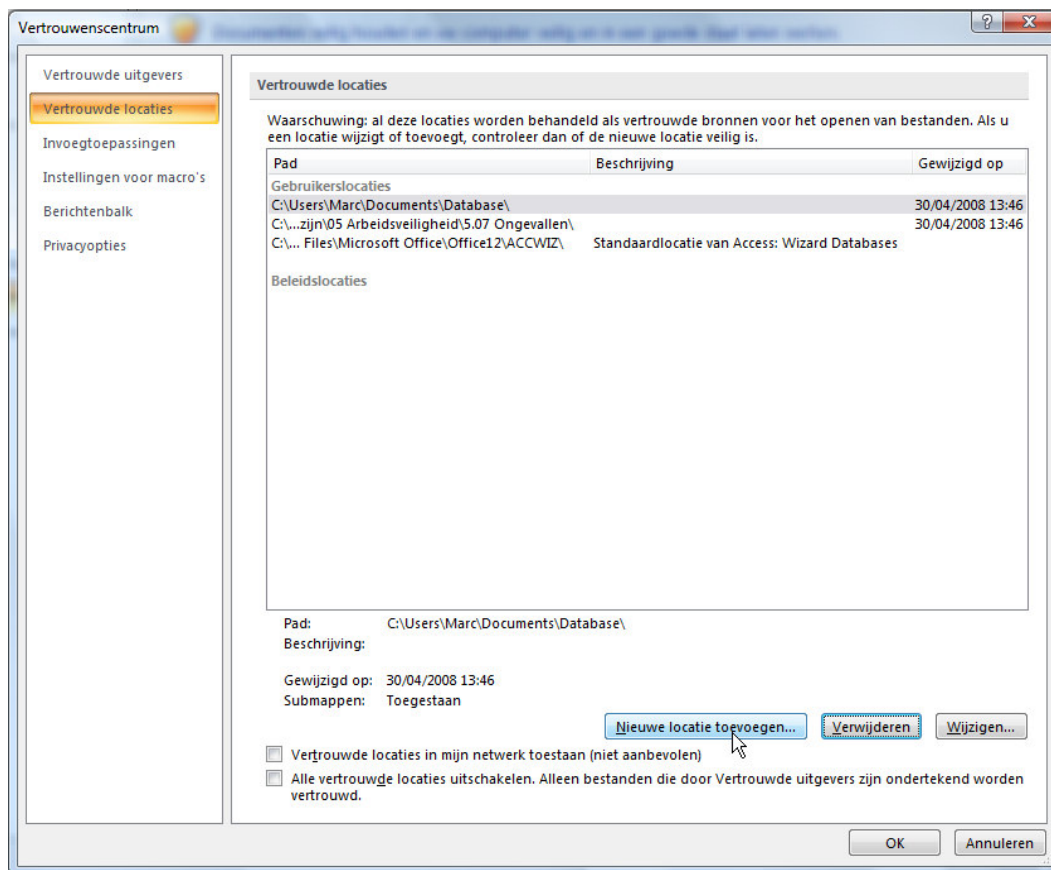 Vertrouwenscentrum
Vertrouwde uitgevers
Vertrouwde locaties
Invoegtoepassingen
Instellingen voor macro's
Berichtenbalk
Privacyopties
Vertrouwde locaties
Waarschuwing: al deze locaties worden behandeld als vertrouwde bronnen voor het openen van bestanden. Als u
een locatie wijzigt of toevoegt, controleer dan of de nieuwe locatie veilig is.
Pad Beschrijving Gewijzigd op
Gebruikerslocaties
C:\Users\Marc\Documents\Database\ 30/04/2008 13:46
C:\...zijn\05 Arbeidsveiligheid\5.07 Ongevallen\ 30/04/2008 13:46
C:\... Files\Microsoft Office\Office12\ACCWIZ\ Standaardlocatie van Access: Wizard Databases
Beleidslocaties
Pad: C:\Users\Marc\Documents\Database\
Beschrijving:
Gewijzigd op: 30/04/2008 13:46
Submappen: Toegestaan
Nieuwe locatie toevoegen... Verwijderen Wijzigen...
Vertrouwde locaties in mijn netwerk toestaan (niet aanbevolen)
Alle vertrouwde locaties uitschakelen. Alleen bestanden die door Vertrouwde uitgevers zijn ondertekend worden
vertrouwd.
OK Annuleren